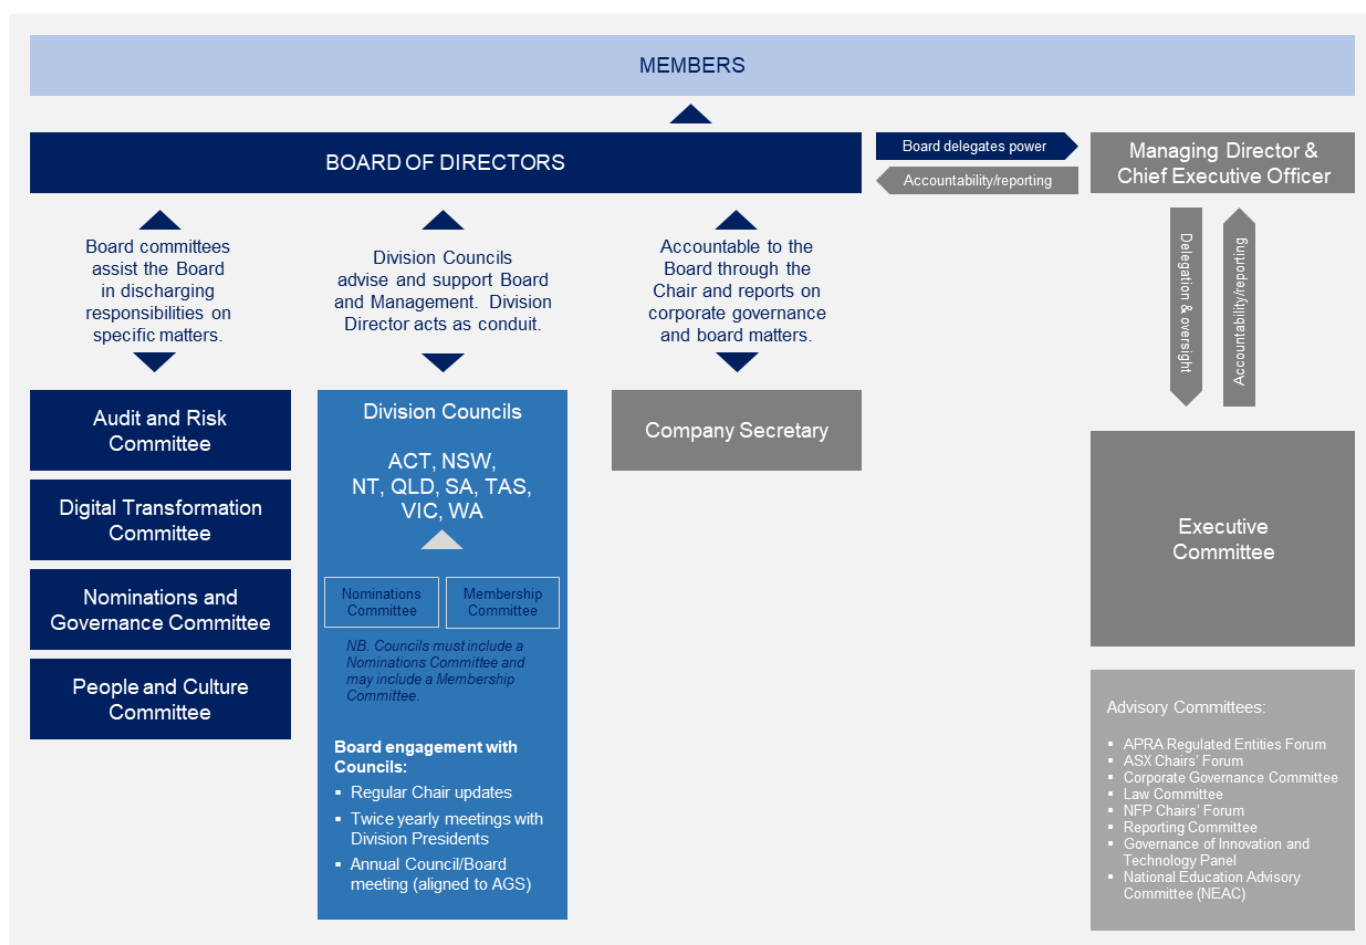 MEMBERS
BOARD OF DIRECTORS
Board delegates power
Accountability/reporting
Managing Director &
Chief Executive Officer
Board committees
assist the Board
in discharging
responsibilities on
specific matters.
Division Councils
advise and support Board
and Management. Division
Director acts as conduit.
Accountable to the
Board through the
Chair and reports on
corporate governance
and board matters.
Delegation & oversight
Accountability/reporting
Audit and Risk
Committee
Digital Transformation
Committee
Nominations and
Governance Committee
People and Culture
Committee
Division Councils
ACT, NSW,
NT, QLD, SA, TAS,
VIC, WA
Nominations
Committee
Membership
Committee
NB. Councils must include a
Nominations Committee and
may include a Membership
Committee.
Board engagement with
Councils:
▪ Regular Chair updates
▪ Twice yearly meetings with
Division Presidents
▪ Annual Council/Board
meeting (aligned to AGS)
Company Secretary
Executive
Committee
Advisory Committees:
▪ APRA Regulated Entities Forum
▪ ASX Chairs' Forum
▪ Corporate Governance Committee
▪ Law Committee
▪ NFP Chairs' Forum
▪ Reporting Committee
▪ Governance of Innovation and
Technology Panel
▪ National Education Advisory
Committee (NEAC)